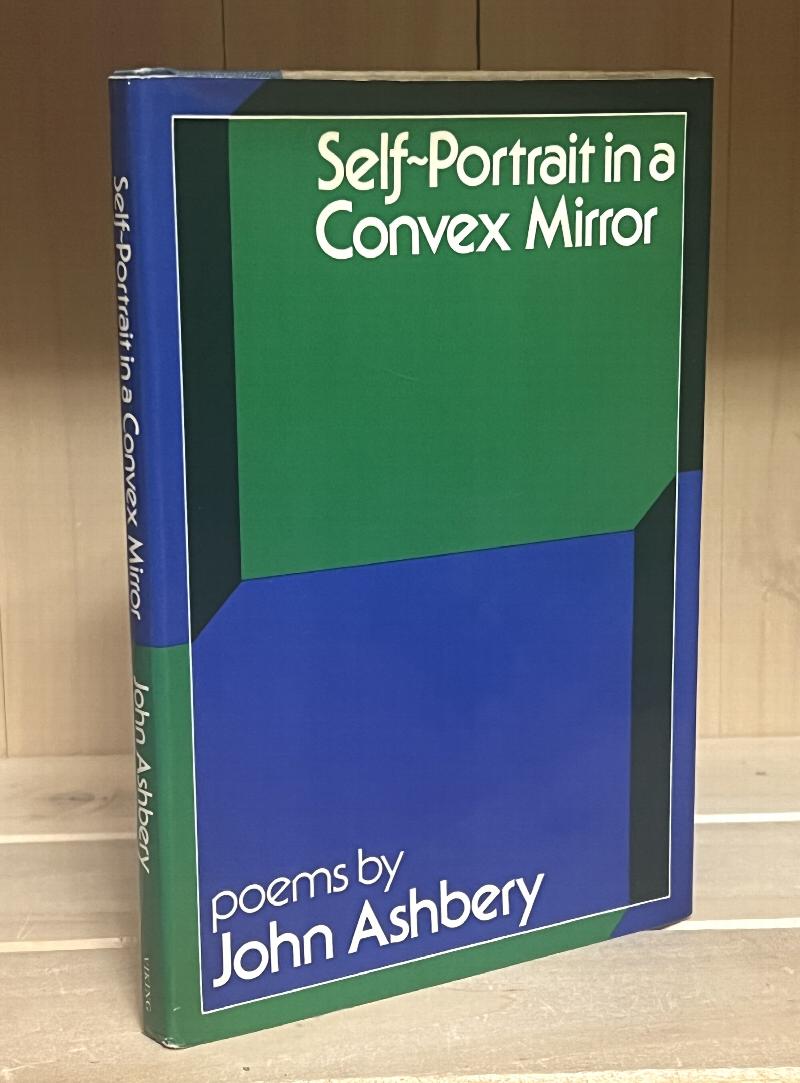 Self~Portrait in a
Convex Mirror
poems by
John Ashbery
Self~Portrait in a Convex Mirror
John Ashbery
VIKING